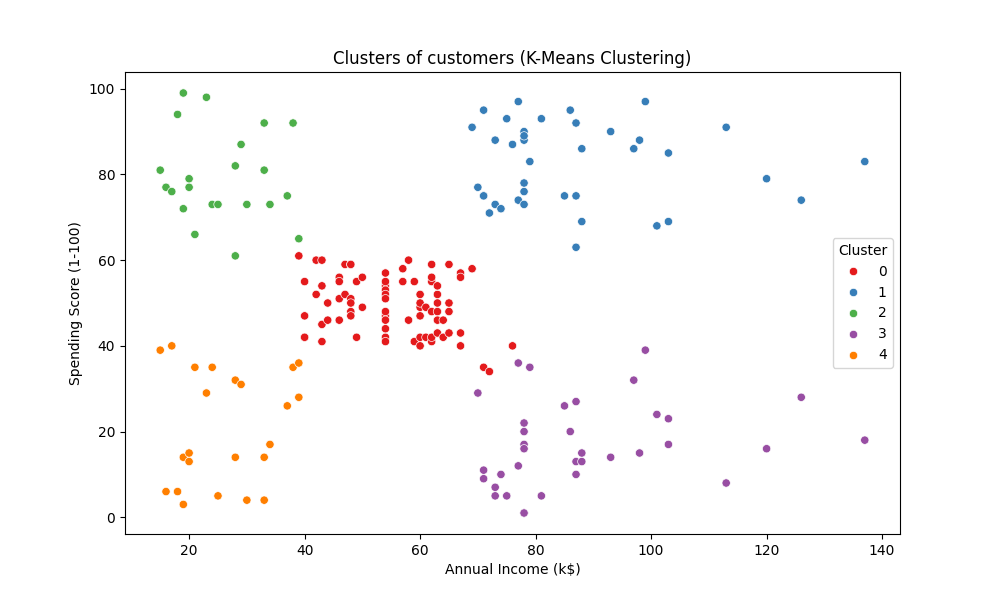 Clusters of customers (K-Means Clustering)
100
80
60
40
20
0
Spending Score (1-100)
Cluster
0
1
2
3
4
20 40 60 80 100 120 140
Annual Income (k$)